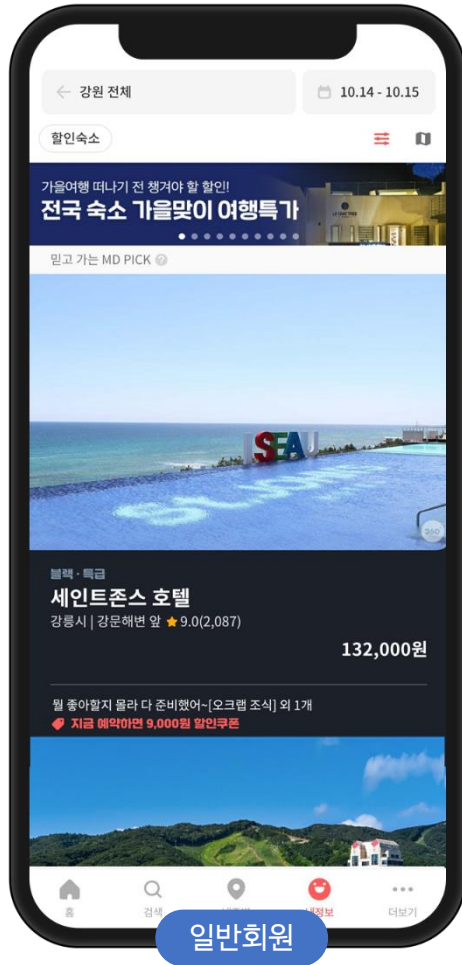 강원 전체
10.14 - 10.15
할인숙소
가을여행 떠나기 전 챙겨야 할 할인!
전국 숙소 가을맞이 여행특가
믿고 가는 MD PICK ?
SEAU
360
블랙 · 특급
세인트존스 호텔
강릉시 | 강문해변 앞 ★ 9.0(2,087)
132,000원
뭘 좋아할지 몰라 다 준비했어~[오크랩 조식] 외 1개
지금 예약하면 9,000원 할인쿠폰
홈
검색
내정보
더보기
일반회원